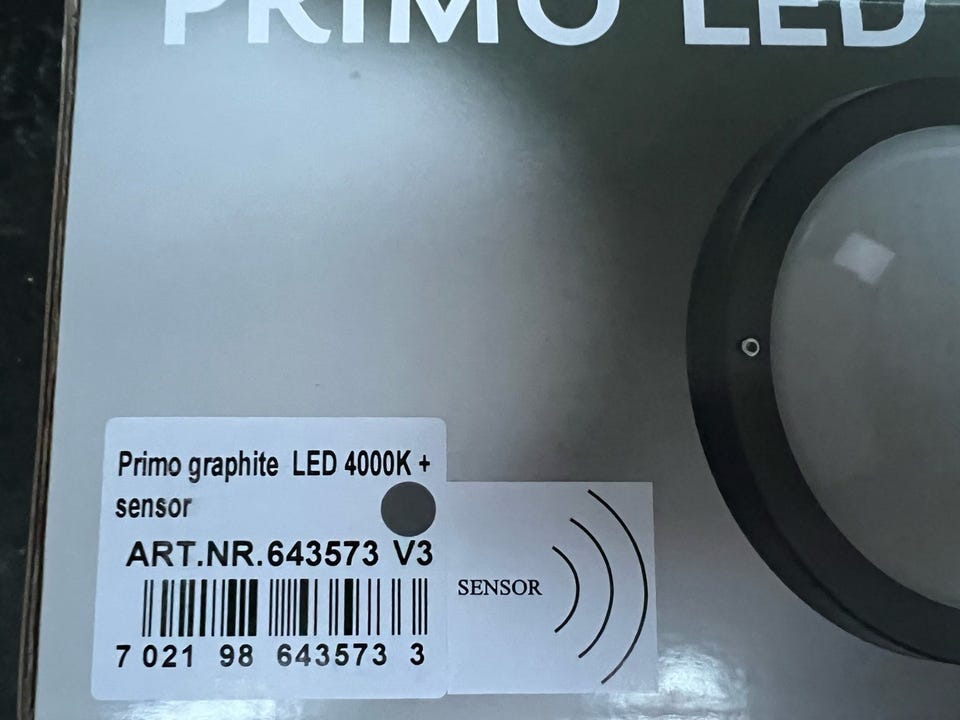 PRIMO LED
Primo graphite LED 4000K +
sensor
ART.NR.643573 V3
SENSOR
7 021 98 643573 3